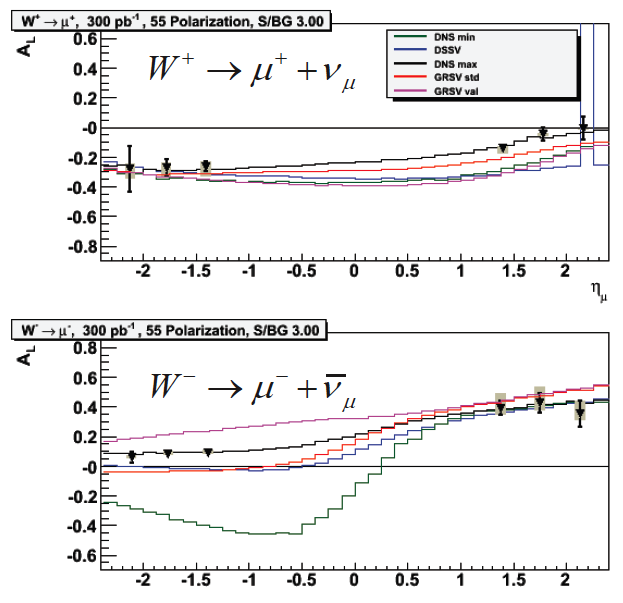 W⁺ → μ⁺, 300 pb⁻¹, 55 Polarization, S/BG 3.00
A_L
W⁺ → μ⁺ + ν_μ
DNS min
DSSV
DNS max
GRSV std
GRSV val
0.6
0.4
0.2
-0
-0.2
-0.4
-0.6
-0.8
-2 -1.5 -1 -0.5 0 0.5 1 1.5 2
η_μ
W⁻ → μ⁻, 300 pb⁻¹, 55 Polarization, S/BG 3.00
A_L
W⁻ → μ⁻ + ν̅_μ
0.8
0.6
0.4
0.2
-0
-0.2
-0.4
-0.6
-2 -1.5 -1 -0.5 0 0.5 1 1.5 2